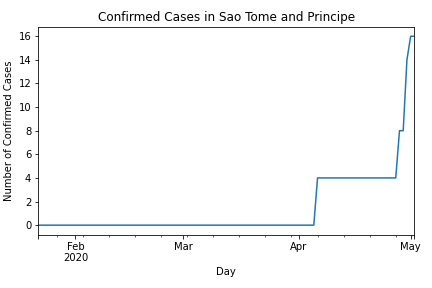 Confirmed Cases in Sao Tome and Principe
Number of Confirmed Cases
16
14
12
10
8
6
4
2
0
Feb
2020
Mar
Apr
May
Day